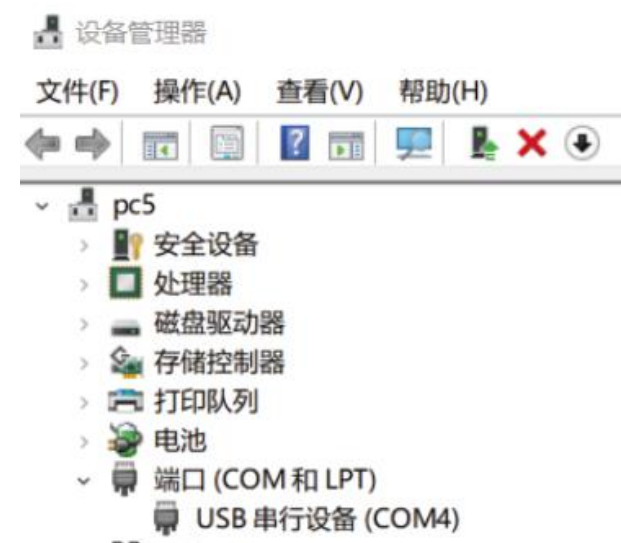 设备管理器
文件(F) 操作(A) 查看(V) 帮助(H)
pc5
安全设备
处理器
磁盘驱动器
存储控制器
打印队列
电池
端口 (COM 和 LPT)
USB 串行设备 (COM4)